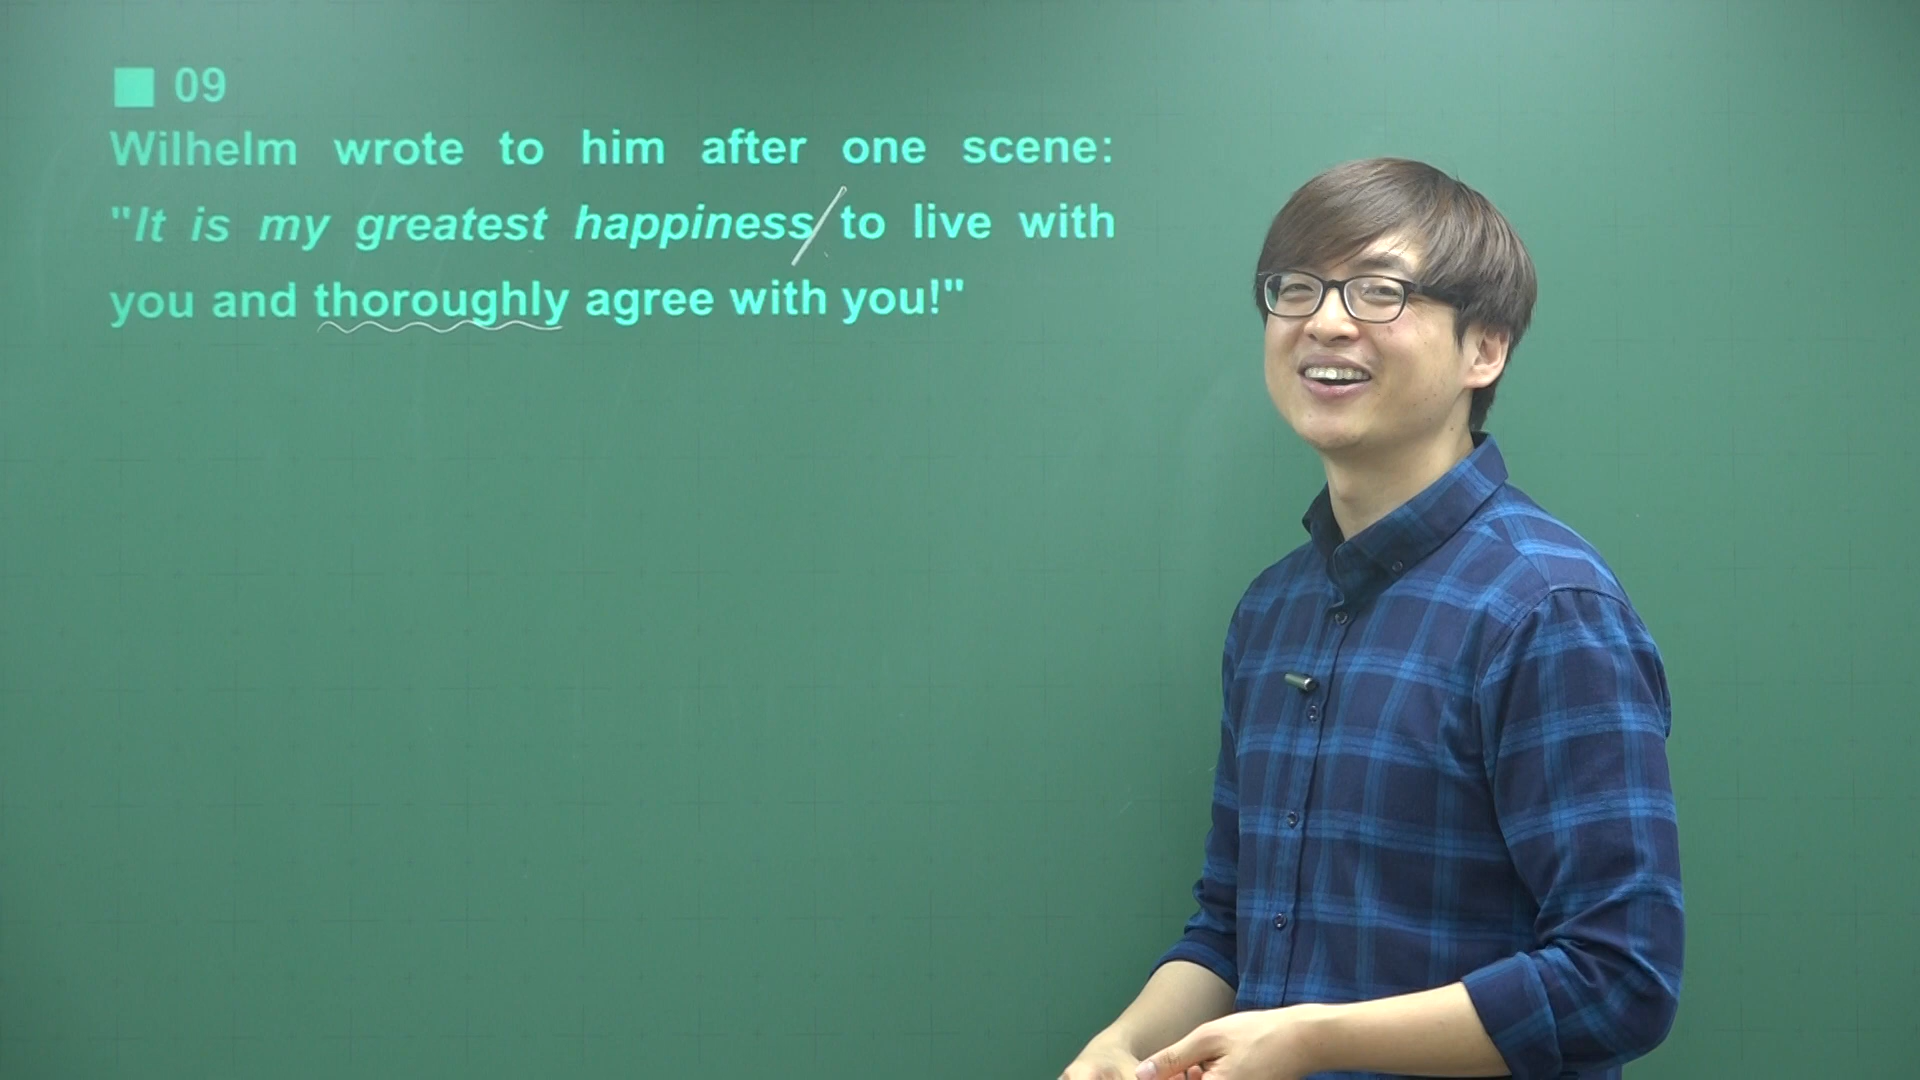 ■ 09
Wilhelm wrote to him after one scene:
"It is my greatest happiness to live with
you and thoroughly agree with you!"